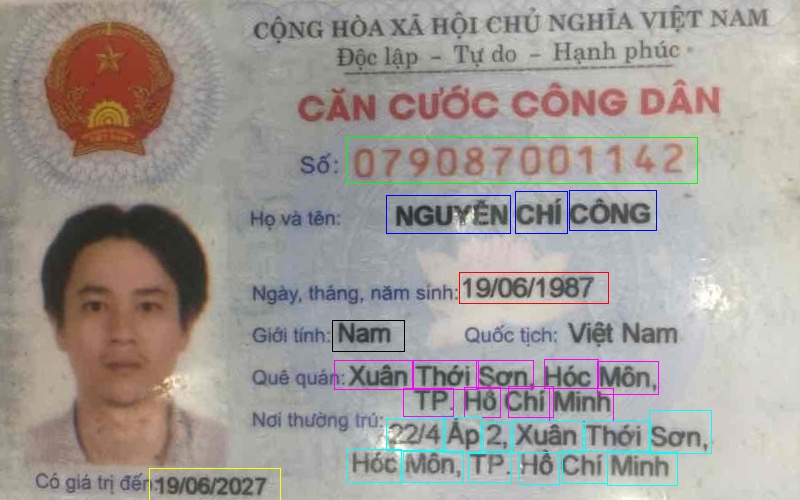 CỘNG HÒA XÃ HỘI CHỦ NGHĨA VIỆT NAM
Độc lập - Tự do - Hạnh phúc
CĂN CƯỚC CÔNG DÂN
Số: 079087001142
Họ và tên: NGUYỄN CHÍ CÔNG
Ngày, tháng, năm sinh: 19/06/1987
Giới tính: Nam Quốc tịch: Việt Nam
Quê quán: Xuân Thới Sơn, Hóc Môn,
TP. Hồ Chí Minh
Nơi thường trú: 22/4 Ấp 2, Xuân Thới Sơn,
Hóc Môn, TP. Hồ Chí Minh
Có giá trị đến: 19/06/2027